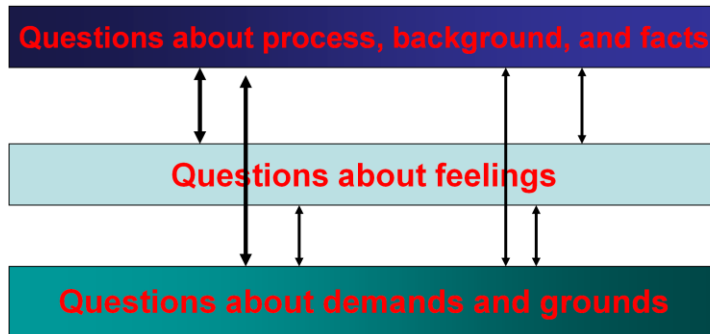 Questions about process, background, and facts
Questions about feelings
Questions about demands and grounds